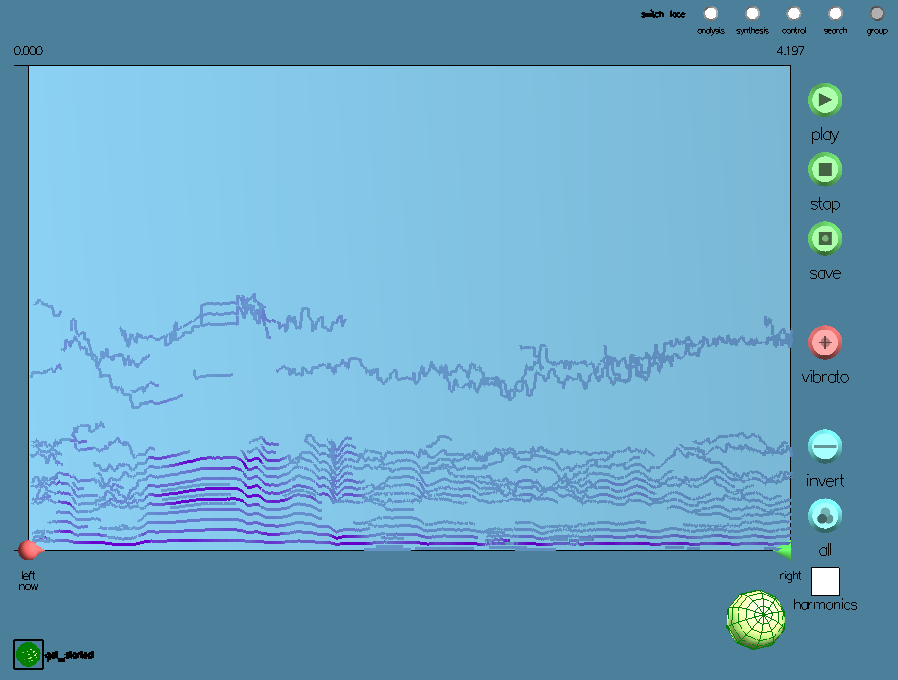 switch face
analysis synthesis control search group
0.000
4.197
play
stop
save
vibrato
invert
all
left
now
right
harmonics
get_started